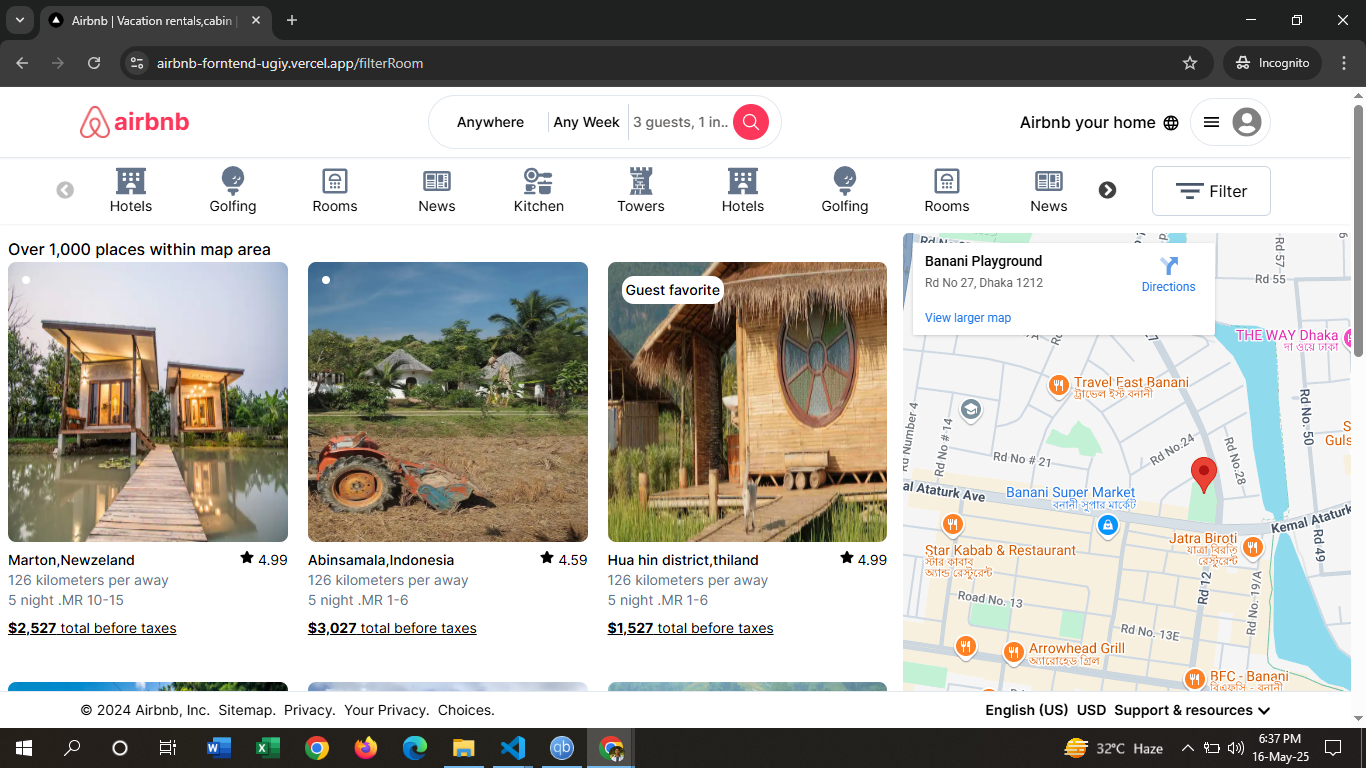 Airbnb | Vacation rentals,cabin
airbnb-forntend-ugiy.vercel.app/filterRoom
Incognito
airbnb
Anywhere
Any Week
3 guests, 1 in..
Airbnb your home
Hotels
Golfing
Rooms
News
Kitchen
Towers
Hotels
Golfing
Rooms
News
Filter
Over 1,000 places within map area
Guest favorite
Marton,Newzeland
4.99
126 kilometers per away
5 night .MR 10-15
$2,527 total before taxes
Abinsamala,Indonesia
4.59
126 kilometers per away
5 night .MR 1-6
$3,027 total before taxes
Hua hin district,thiland
4.99
126 kilometers per away
5 night .MR 1-6
$1,527 total before taxes
Banani Playground
Rd No 27, Dhaka 1212
Directions
View larger map
Rd No.
Rd 55
Rd 57
THE WAY Dhaka
দ্য ওয়ে ঢাকা
Travel East Banani
ট্রাভেল ইস্ট বনানী
Rd Number 4
Rd No # 14
Rd No # 21
Rd No.24
Rd No.28
Rd No. 50
Guls
al Ataturk Ave
Banani Super Market
বনানী সুপার মার্কেট
Kemal Ataturk
Star Kabab & Restaurant
স্টার কাবাব
অ্যান্ড রেস্টুরেন্ট
Jatra Biroti
যাত্রা বিরতি
রেস্টুরেন্ট
Rd 49
Road No. 13
Rd 12
Rd No. 19/A
Rd No. 13E
Arrowhead Grill
অ্যারোহেড গ্রিল
BFC - Banani
বিএফসি - বনানী
© 2024 Airbnb, Inc. Sitemap. Privacy. Your Privacy. Choices.
English (US) USD Support & resources
32°C Haze
6:37 PM
16-May-25